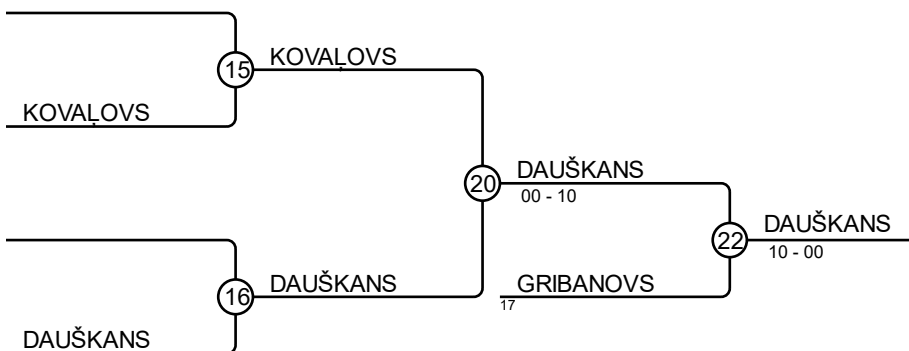 KOVAĻOVS
15
KOVAĻOVS
DAUŠKANS
20
00 - 10
DAUŠKANS
22
10 - 00
DAUŠKANS
16
GRIBANOVS
17
DAUŠKANS